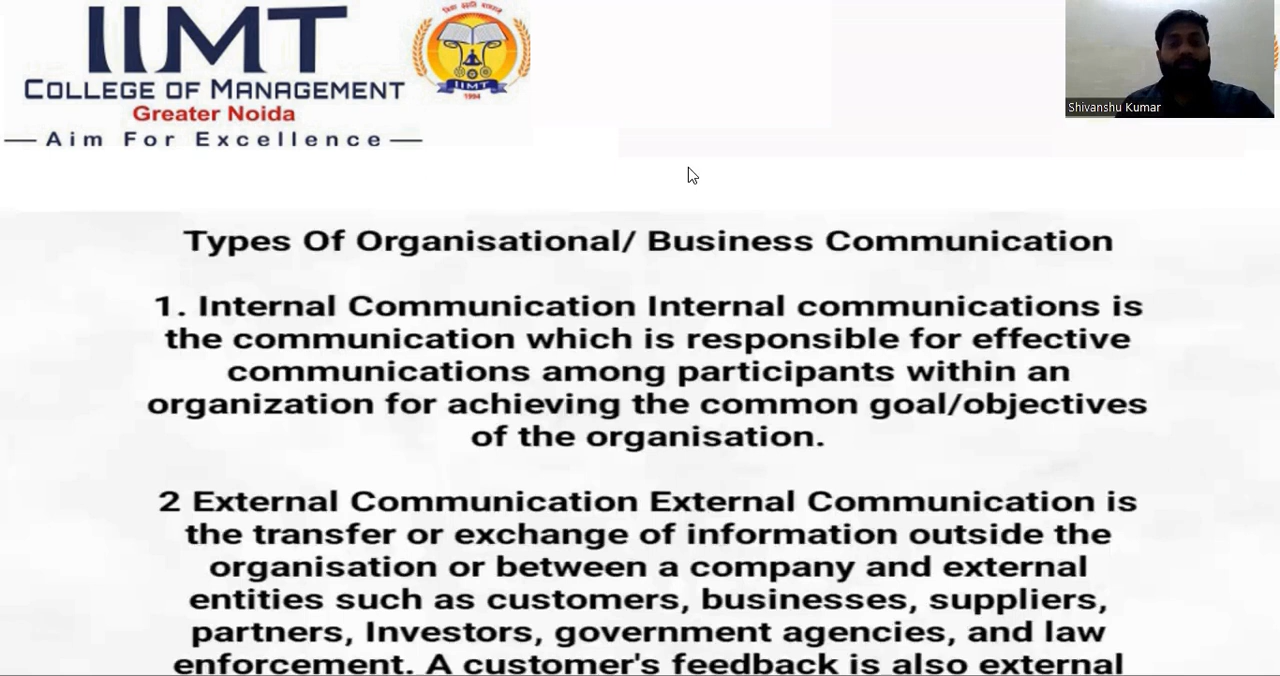 IIMT
COLLEGE OF MANAGEMENT
Greater Noida
Aim For Excellence
IIMT
1994
Shivanshu Kumar
Types Of Organisational/ Business Communication
1. Internal Communication Internal communications is
the communication which is responsible for effective
communications among participants within an
organization for achieving the common goal/objectives
of the organisation.
2 External Communication External Communication is
the transfer or exchange of information outside the
organisation or between a company and external
entities such as customers, businesses, suppliers,
partners, Investors, government agencies, and law
enforcement. A customer's feedback is also external